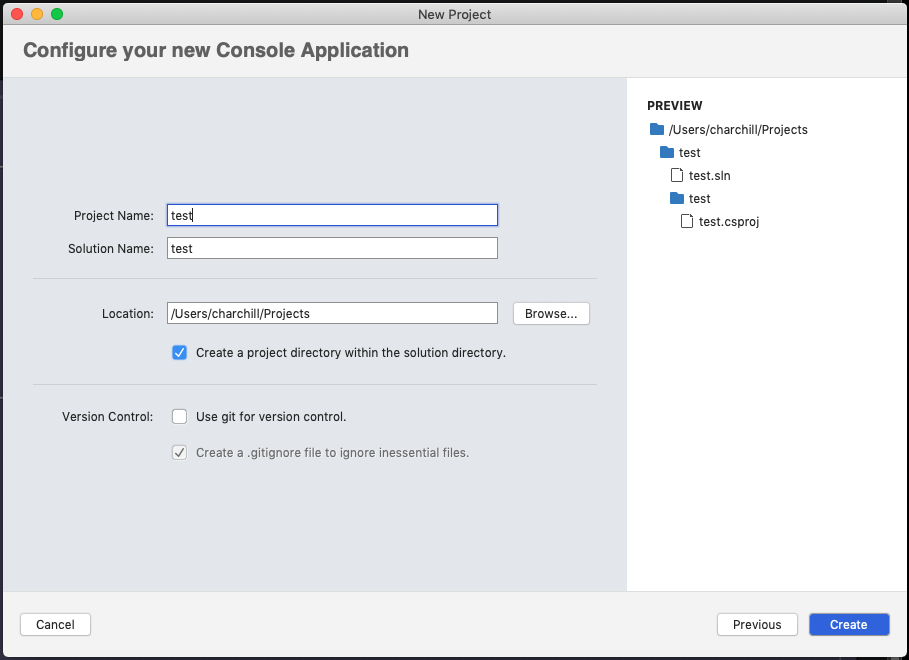 New Project
Configure your new Console Application
Project Name: test
Solution Name: test
Location: /Users/charchill/Projects Browse...
Create a project directory within the solution directory.
Version Control: Use git for version control.
Create a .gitignore file to ignore inessential files.
PREVIEW
/Users/charchill/Projects
test
test.sln
test
test.csproj
Cancel Previous Create